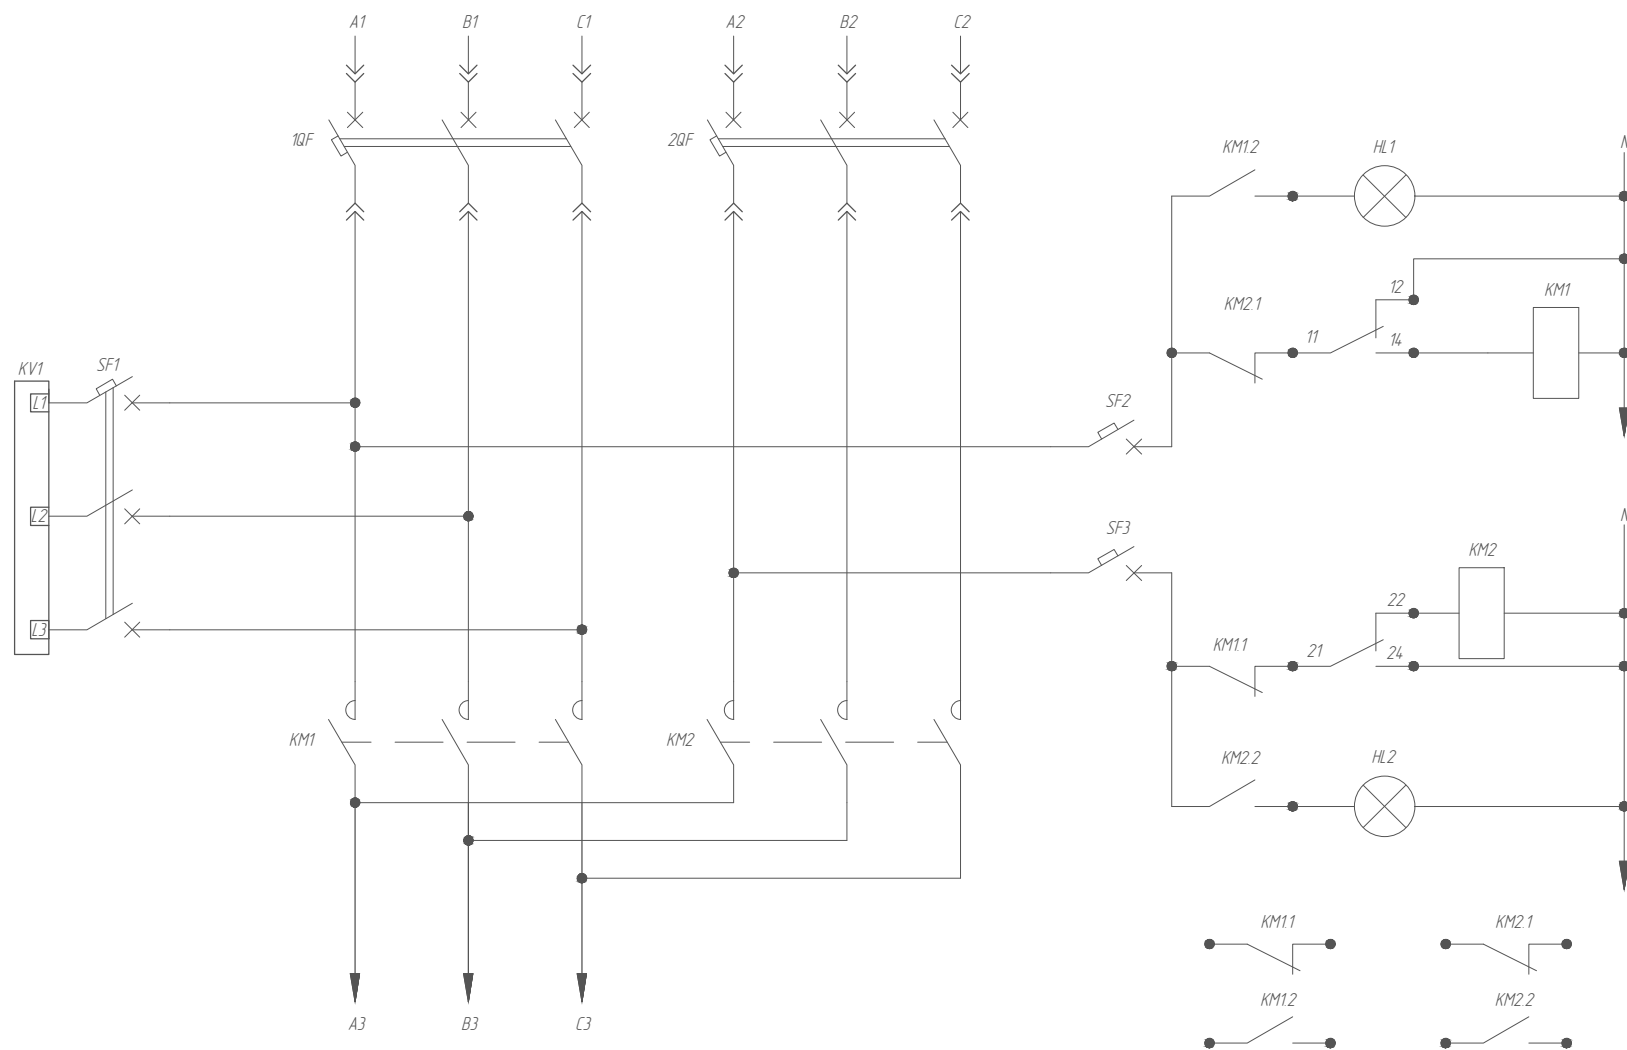 A1 B1 C1 A2 B2 C2
1QF 2QF
KM1.2 HL1 N
KM2.1 12 KM1
11 14
KV1 SF1
L1
SF2
L2
SF3 N
KM2
22
L3 KM1.1 21 24
KM1 KM2
KM2.2 HL2
KM1.1 KM2.1
KM1.2 KM2.2
A3 B3 C3